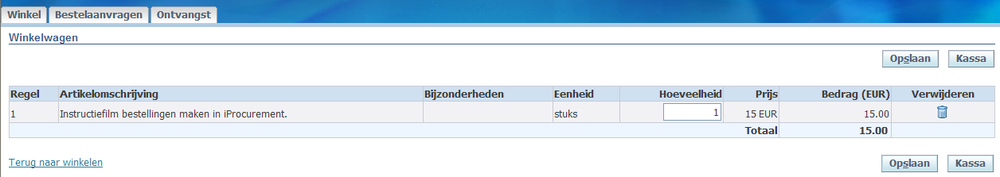 Winkel Bestelaanvragen Ontvangst
Winkelwagen
Opslaan Kassa
Regel Artikelomschrijving Bijzonderheden Eenheid Hoeveelheid Prijs Bedrag (EUR) Verwijderen
1 Instructiefilm bestellingen maken in iProcurement. stuks 1 15 EUR 15.00
Totaal 15.00
Terug naar winkelen Opslaan Kassa